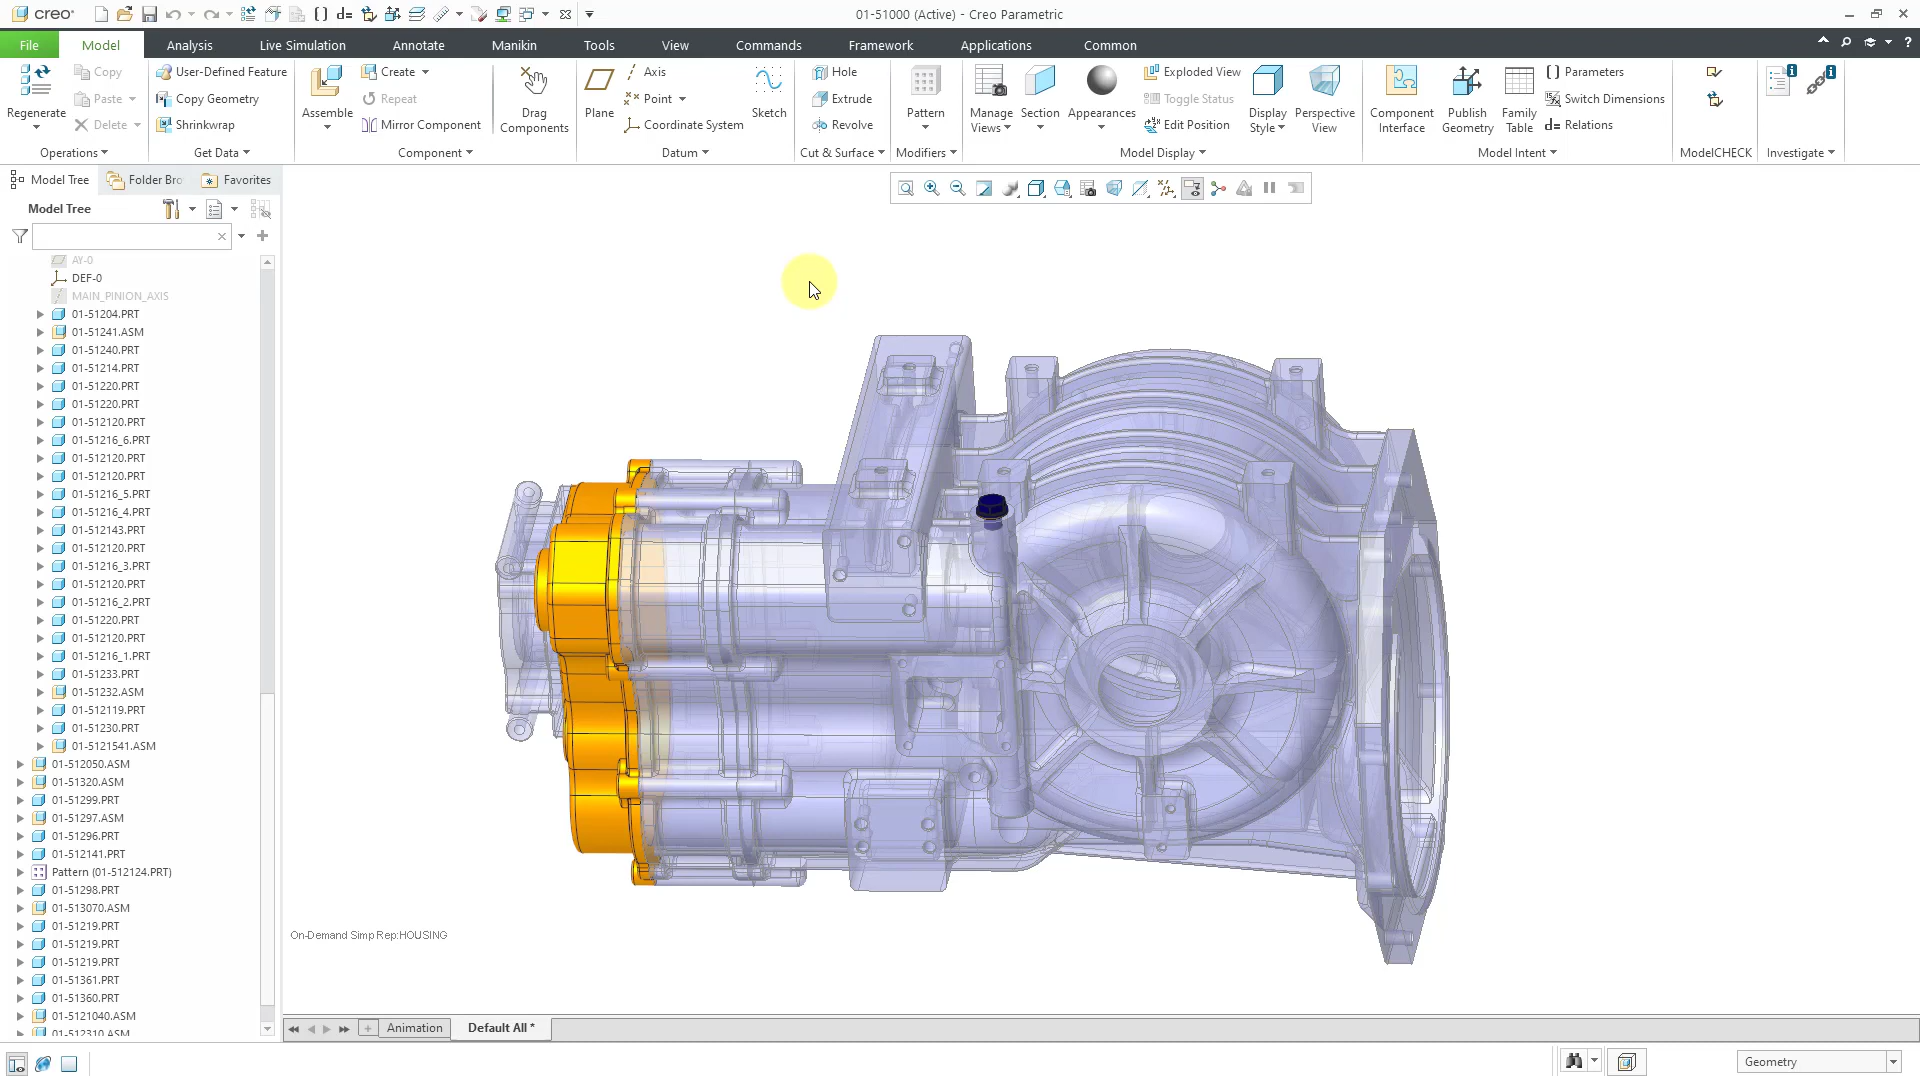 creo
01-51000 (Active) - Creo Parametric
File
Model
Analysis
Live Simulation
Annotate
Manikin
Tools
View
Commands
Framework
Applications
Common
Regenerate
Copy
Paste
Delete
Operations
User-Defined Feature
Copy Geometry
Shrinkwrap
Get Data
Assemble
Create
Repeat
Mirror Component
Component
Drag Components
Plane
Axis
Point
Coordinate System
Sketch
Datum
Hole
Extrude
Revolve
Cut & Surface
Pattern
Modifiers
Manage Views
Section
Appearances
Exploded View
Toggle Status
Edit Position
Display Style
Perspective View
Model Display
Component Interface
Publish Geometry
Family Table
Parameters
Switch Dimensions
Relations
Model Intent
ModelCHECK
Investigate
Model Tree
Folder Bro
Favorites
Model Tree
AY-0
DEF-0
MAIN_PINION_AXIS
01-51204.PRT
01-51241.ASM
01-51240.PRT
01-51214.PRT
01-51220.PRT
01-51220.PRT
01-512120.PRT
01-51216_6.PRT
01-512120.PRT
01-512120.PRT
01-51216_5.PRT
01-51216_4.PRT
01-512143.PRT
01-512120.PRT
01-51216_3.PRT
01-512120.PRT
01-51216_2.PRT
01-51220.PRT
01-512120.PRT
01-51216_1.PRT
01-51233.PRT
01-51232.ASM
01-512119.PRT
01-51230.PRT
01-5121541.ASM
01-512050.ASM
01-51320.ASM
01-51299.PRT
01-51297.ASM
01-51296.PRT
01-512141.PRT
Pattern (01-512124.PRT)
01-51298.PRT
01-513070.ASM
01-51219.PRT
01-51219.PRT
01-51219.PRT
01-51361.PRT
01-51360.PRT
01-5121040.ASM
01-512310.ASM
On-Demand Simp Rep:HOUSING
Animation
Default All *
Geometry